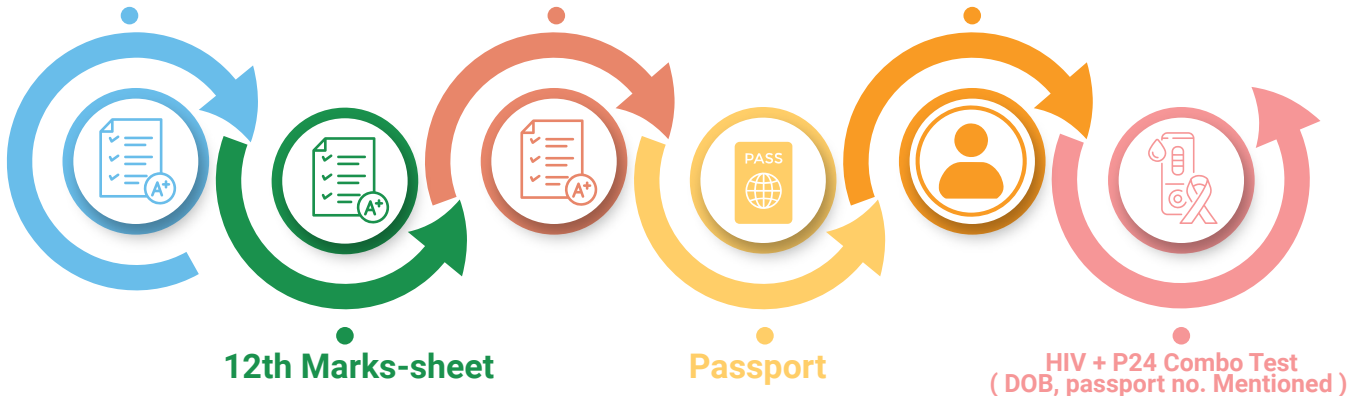 A+
A+
A+
PASS
12th Marks-sheet
Passport
HIV + P24 Combo Test
( DOB, passport no. Mentioned )